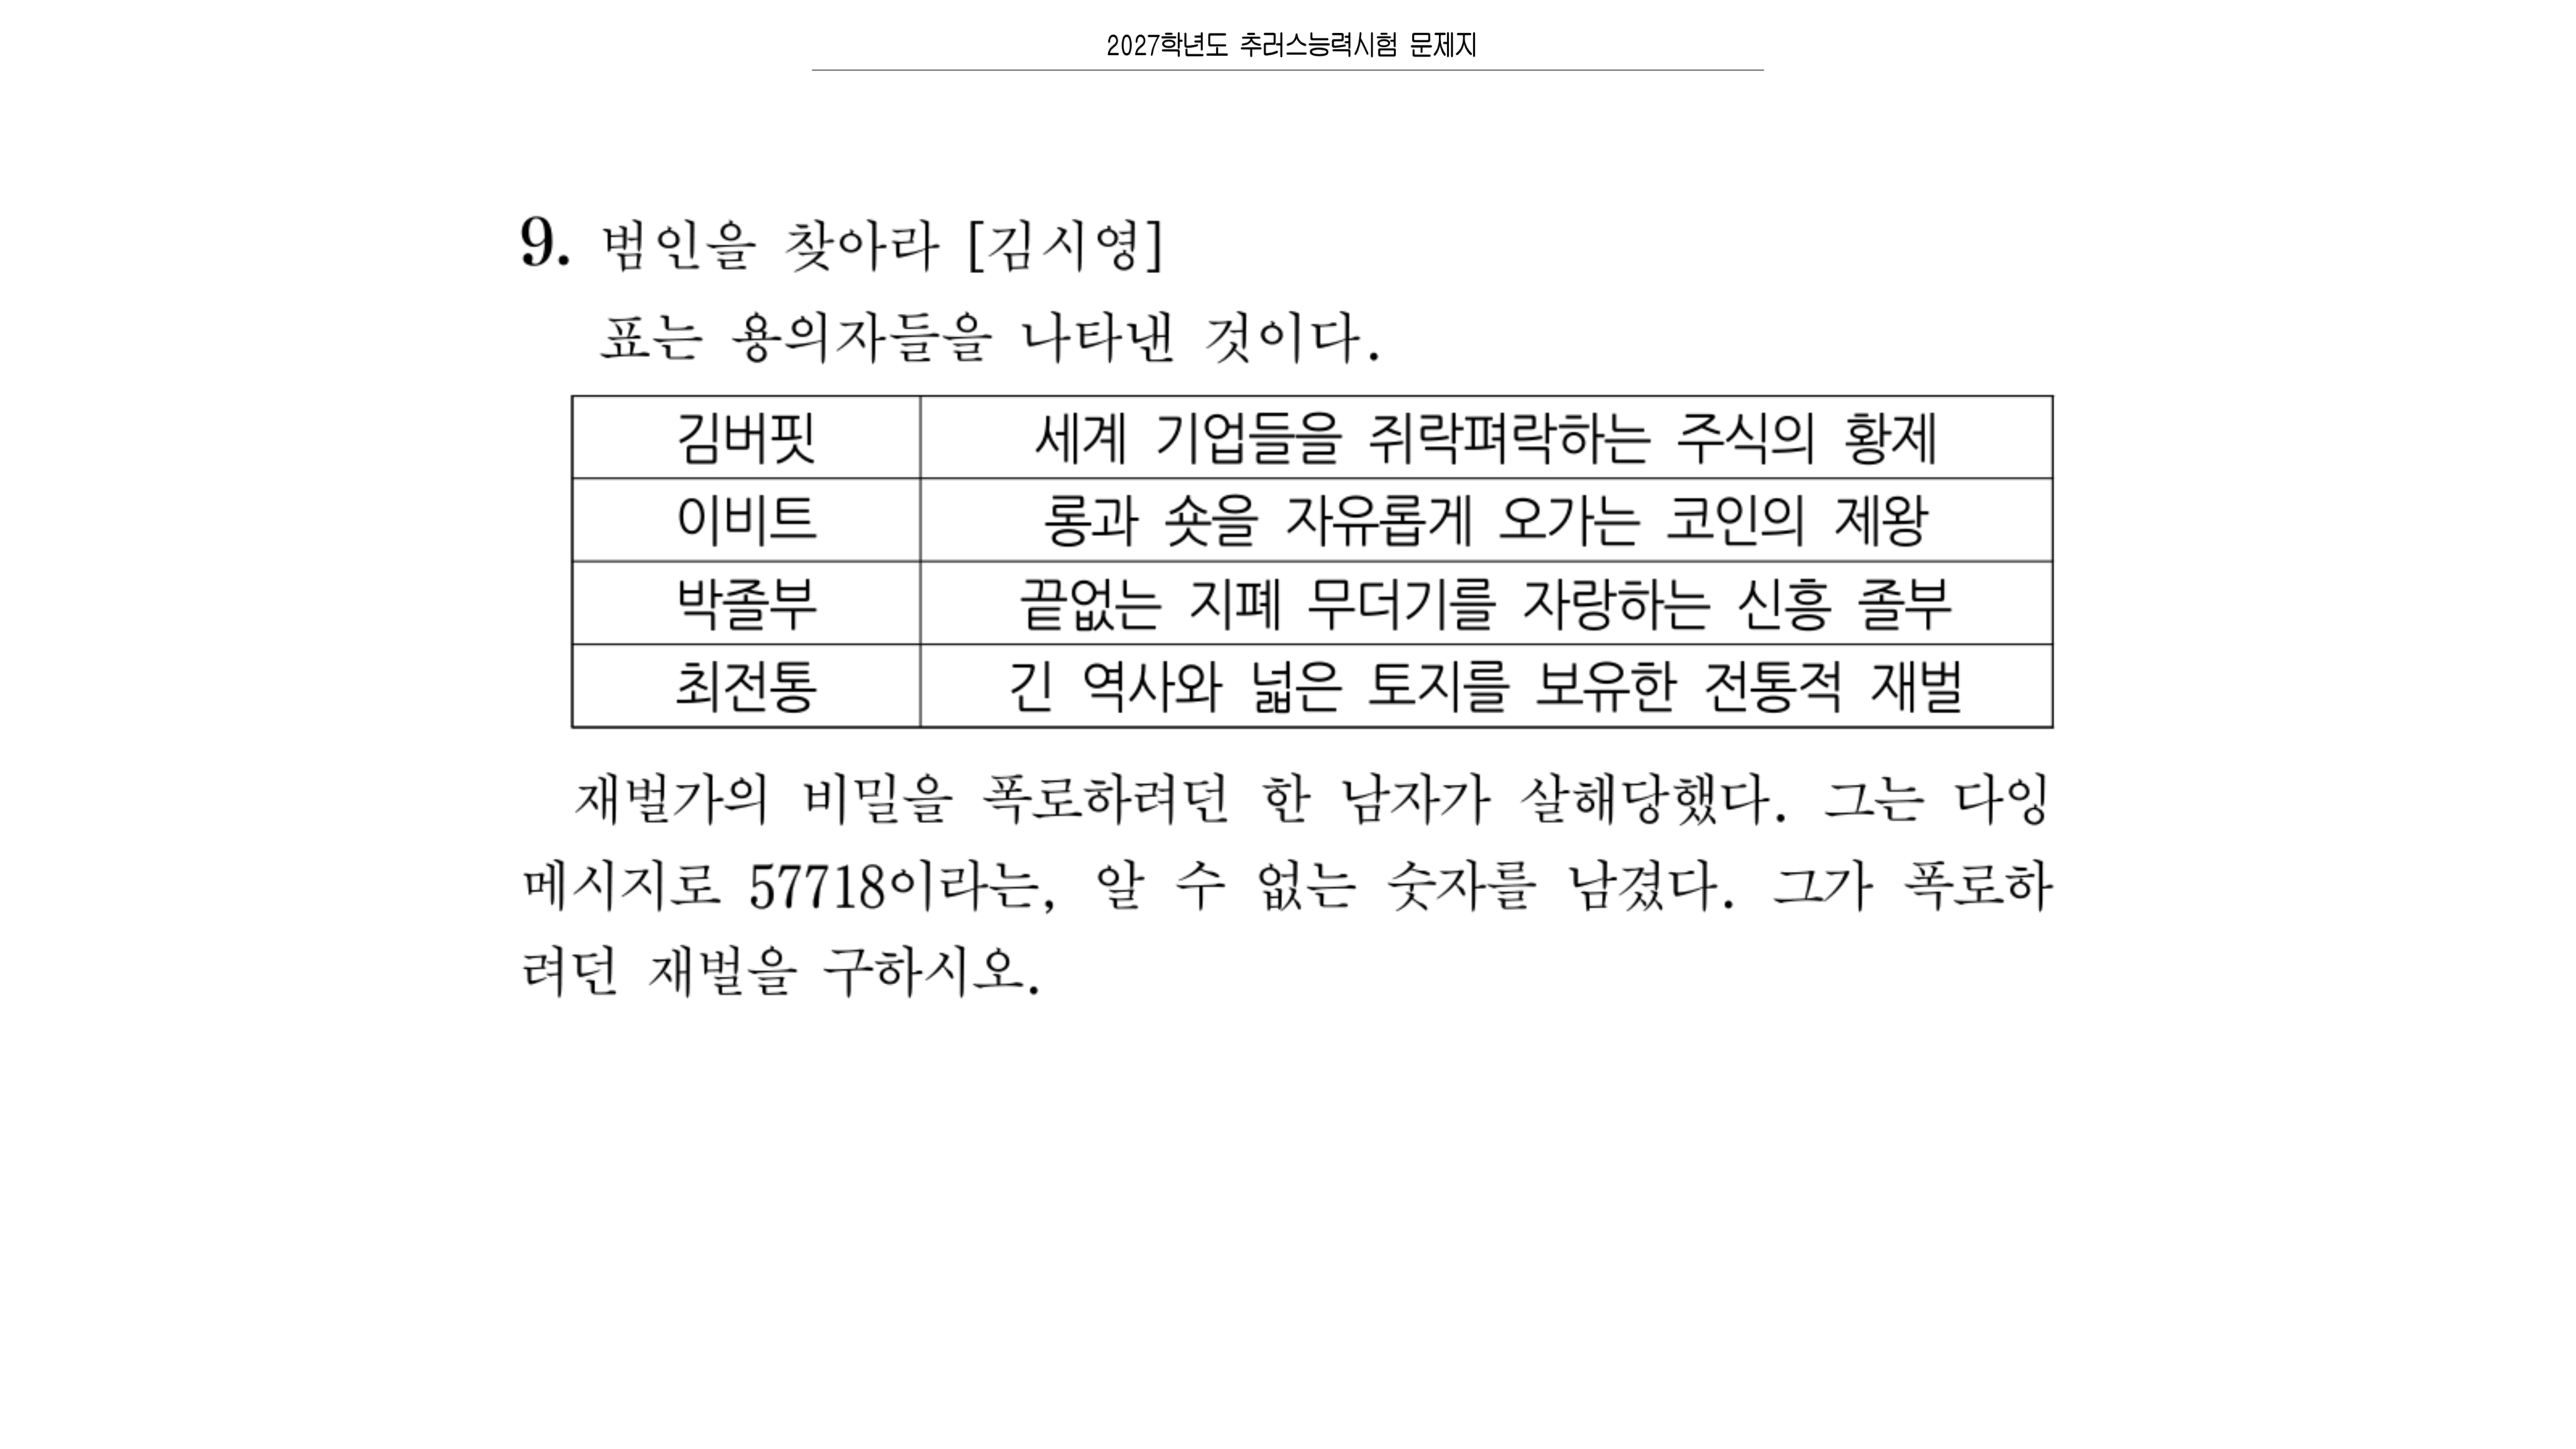 2027학년도 추러스능력시험 문제지
9. 범인을 찾아라 [김시영]
표는 용의자들을 나타낸 것이다.
김버핏 세계 기업들을 쥐락펴락하는 주식의 황제
이비트 롱과 숏을 자유롭게 오가는 코인의 제왕
박졸부 끝없는 지폐 무더기를 자랑하는 신흥 졸부
최전통 긴 역사와 넓은 토지를 보유한 전통적 재벌
재벌가의 비밀을 폭로하려던 한 남자가 살해당했다. 그는 다잉
메시지로 57718이라는, 알 수 없는 숫자를 남겼다. 그가 폭로하
려던 재벌을 구하시오.